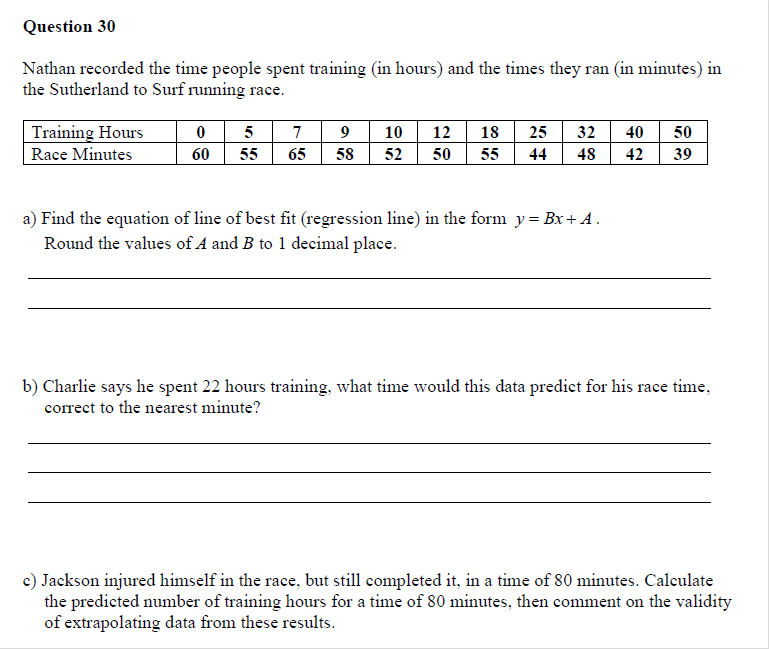 Question 30
Nathan recorded the time people spent training (in hours) and the times they ran (in minutes) in
the Sutherland to Surf running race.
Training Hours 0 5 7 9 10 12 18 25 32 40 50
Race Minutes 60 55 65 58 52 50 55 44 48 42 39
a) Find the equation of line of best fit (regression line) in the form y = Bx + A .
Round the values of A and B to 1 decimal place.
b) Charlie says he spent 22 hours training, what time would this data predict for his race time,
correct to the nearest minute?
c) Jackson injured himself in the race, but still completed it, in a time of 80 minutes. Calculate
the predicted number of training hours for a time of 80 minutes, then comment on the validity
of extrapolating data from these results.